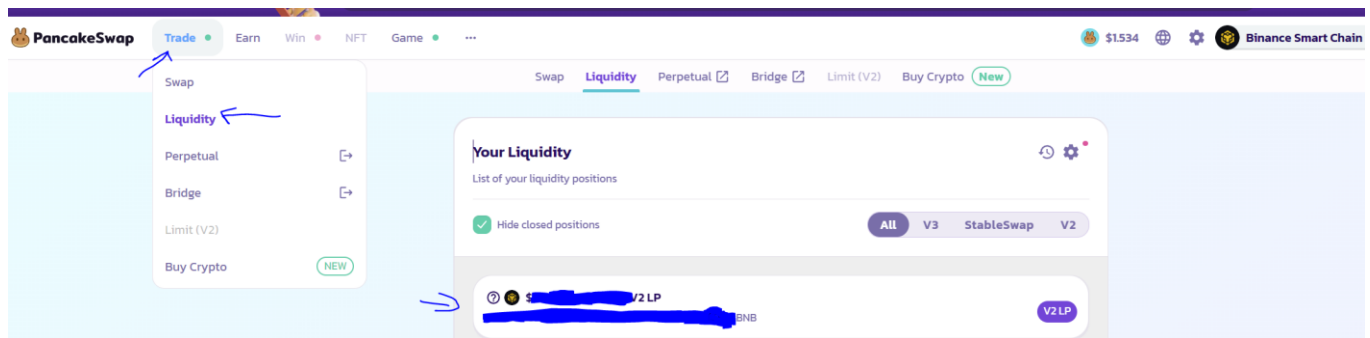 PancakeSwap Trade Earn Win NFT Game ... $1.534 Binance Smart Chain
Swap Liquidity Perpetual Bridge Limit (V2) Buy Crypto New
Swap
Liquidity
Perpetual
Bridge
Limit (V2)
Buy Crypto NEW
Your Liquidity
List of your liquidity positions
Hide closed positions All V3 StableSwap V2
V2 LP
BNB
V2 LP